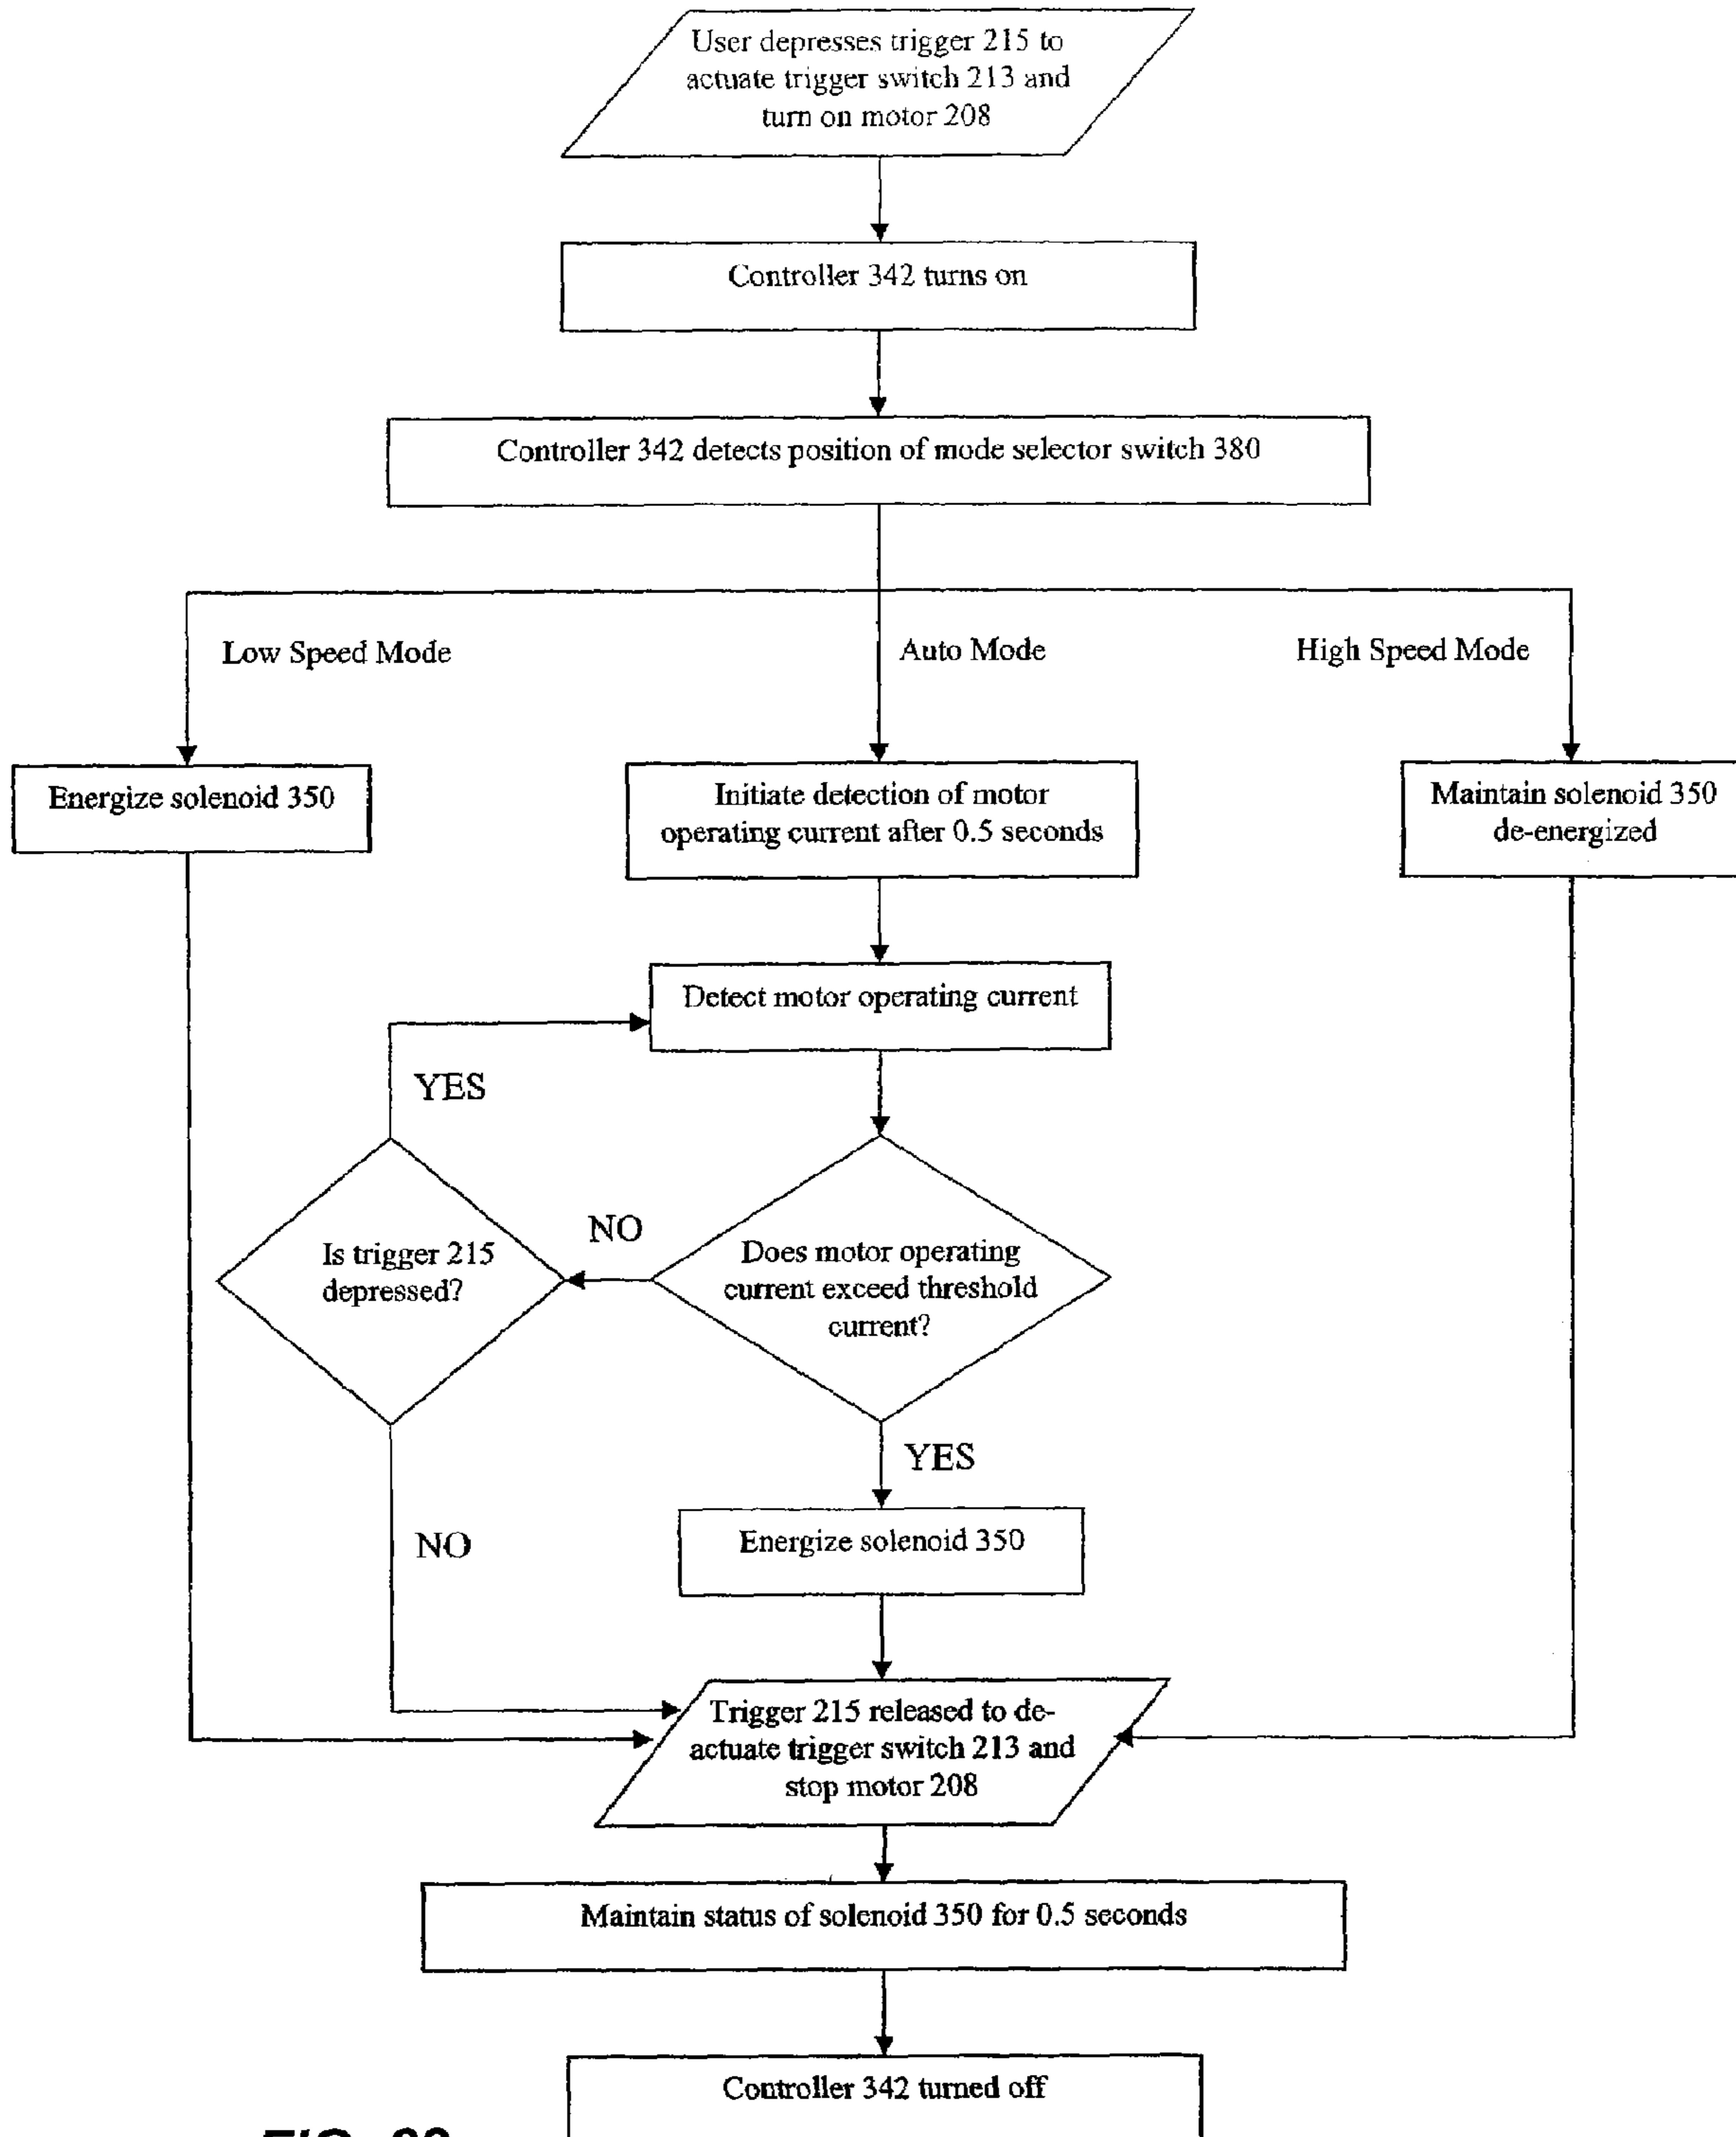 User depresses trigger 215 to
actuate trigger switch 213 and
turn on motor 208
Controller 342 turns on
Controller 342 detects position of mode selector switch 380
Low Speed Mode
Auto Mode
High Speed Mode
Energize solenoid 350
Initiate detection of motor
operating current after 0.5 seconds
Maintain solenoid 350
de-energized
Detect motor operating current
YES
NO
Is trigger 215
depressed?
Does motor operating
current exceed threshold
current?
YES
NO
Energize solenoid 350
Trigger 215 released to de-
actuate trigger switch 213 and
stop motor 208
Maintain status of solenoid 350 for 0.5 seconds
Controller 342 turned off
FIG.